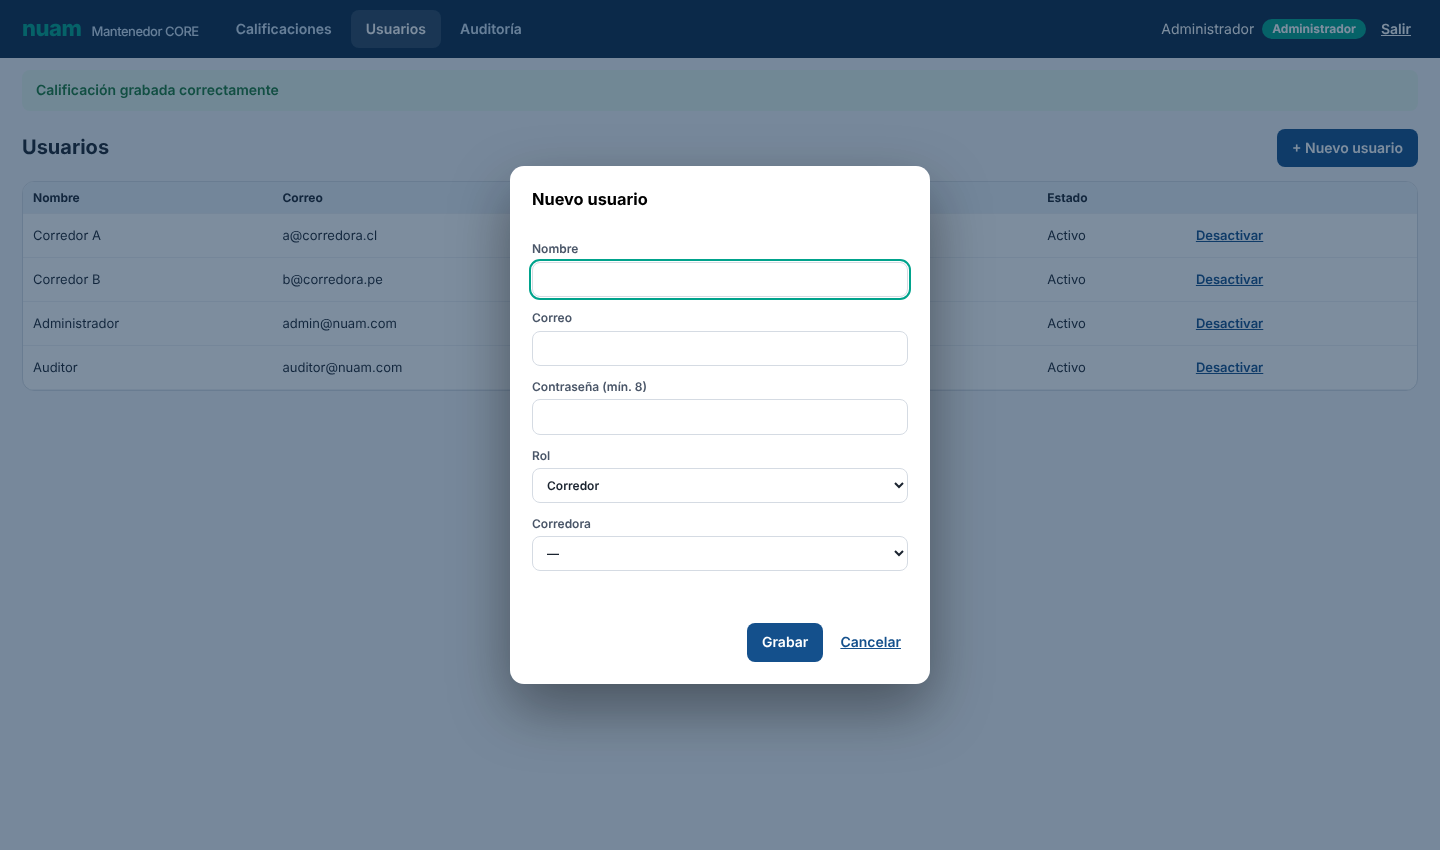 nuam Mantenedor CORE Calificaciones Usuarios Auditoría Administrador Administrador Salir
Calificación grabada correctamente
Usuarios + Nuevo usuario
Nombre Correo Estado
Corredor A a@corredora.cl Activo Desactivar
Corredor B b@corredora.pe Activo Desactivar
Administrador admin@nuam.com Activo Desactivar
Auditor auditor@nuam.com Activo Desactivar
Nuevo usuario
Nombre
Correo
Contraseña (mín. 8)
Rol
Corredor
Corredora
—
Grabar Cancelar